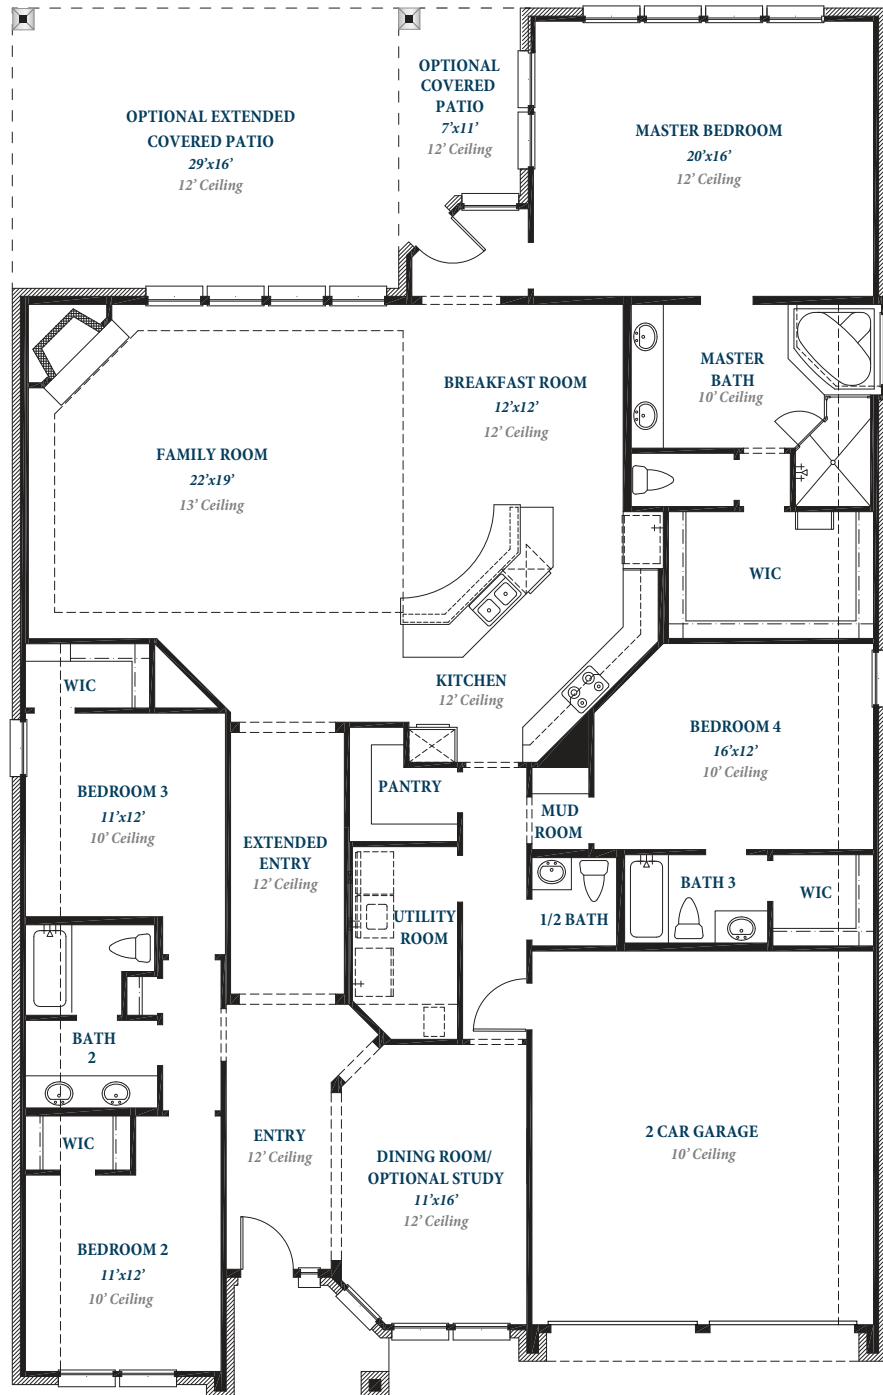 OPTIONAL EXTENDED
COVERED PATIO
29'x16'
12' Ceiling
OPTIONAL
COVERED
PATIO
7'x11'
12' Ceiling
MASTER BEDROOM
20'x16'
12' Ceiling
MASTER
BATH
10' Ceiling
BREAKFAST ROOM
12'x12'
12' Ceiling
FAMILY ROOM
22'x19'
13' Ceiling
WIC
KITCHEN
12' Ceiling
WIC
BEDROOM 4
16'x12'
10' Ceiling
BEDROOM 3
11'x12'
10' Ceiling
PANTRY
MUD
ROOM
EXTENDED
ENTRY
12' Ceiling
BATH 3
WIC
1/2 BATH
UTILITY
ROOM
BATH
2
WIC
ENTRY
12' Ceiling
DINING ROOM/
OPTIONAL STUDY
11'x16'
12' Ceiling
2 CAR GARAGE
10' Ceiling
BEDROOM 2
11'x12'
10' Ceiling